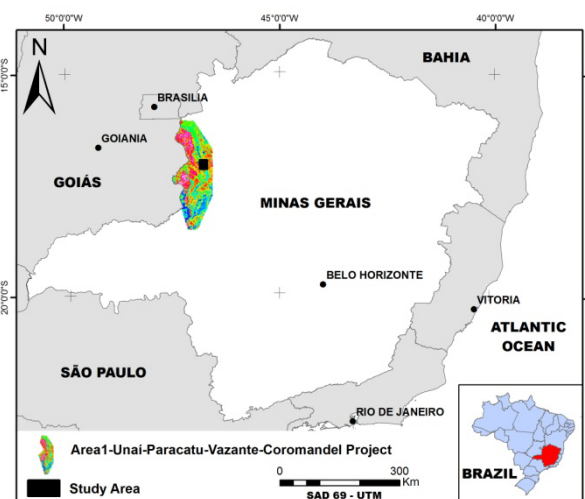 50°0'0"W 45°0'0"W 40°0'0"W
N
BAHIA
15°0'0"S
BRASILIA
GOIANIA
GOIÁS
MINAS GERAIS
BELO HORIZONTE
20°0'0"S
VITORIA
ATLANTIC
OCEAN
SÃO PAULO
RIO DE JANEIRO
Area1-Unaí-Paracatu-Vazante-Coromandel Project
Study Area
0 300
Km
SAD 69 - UTM
BRAZIL